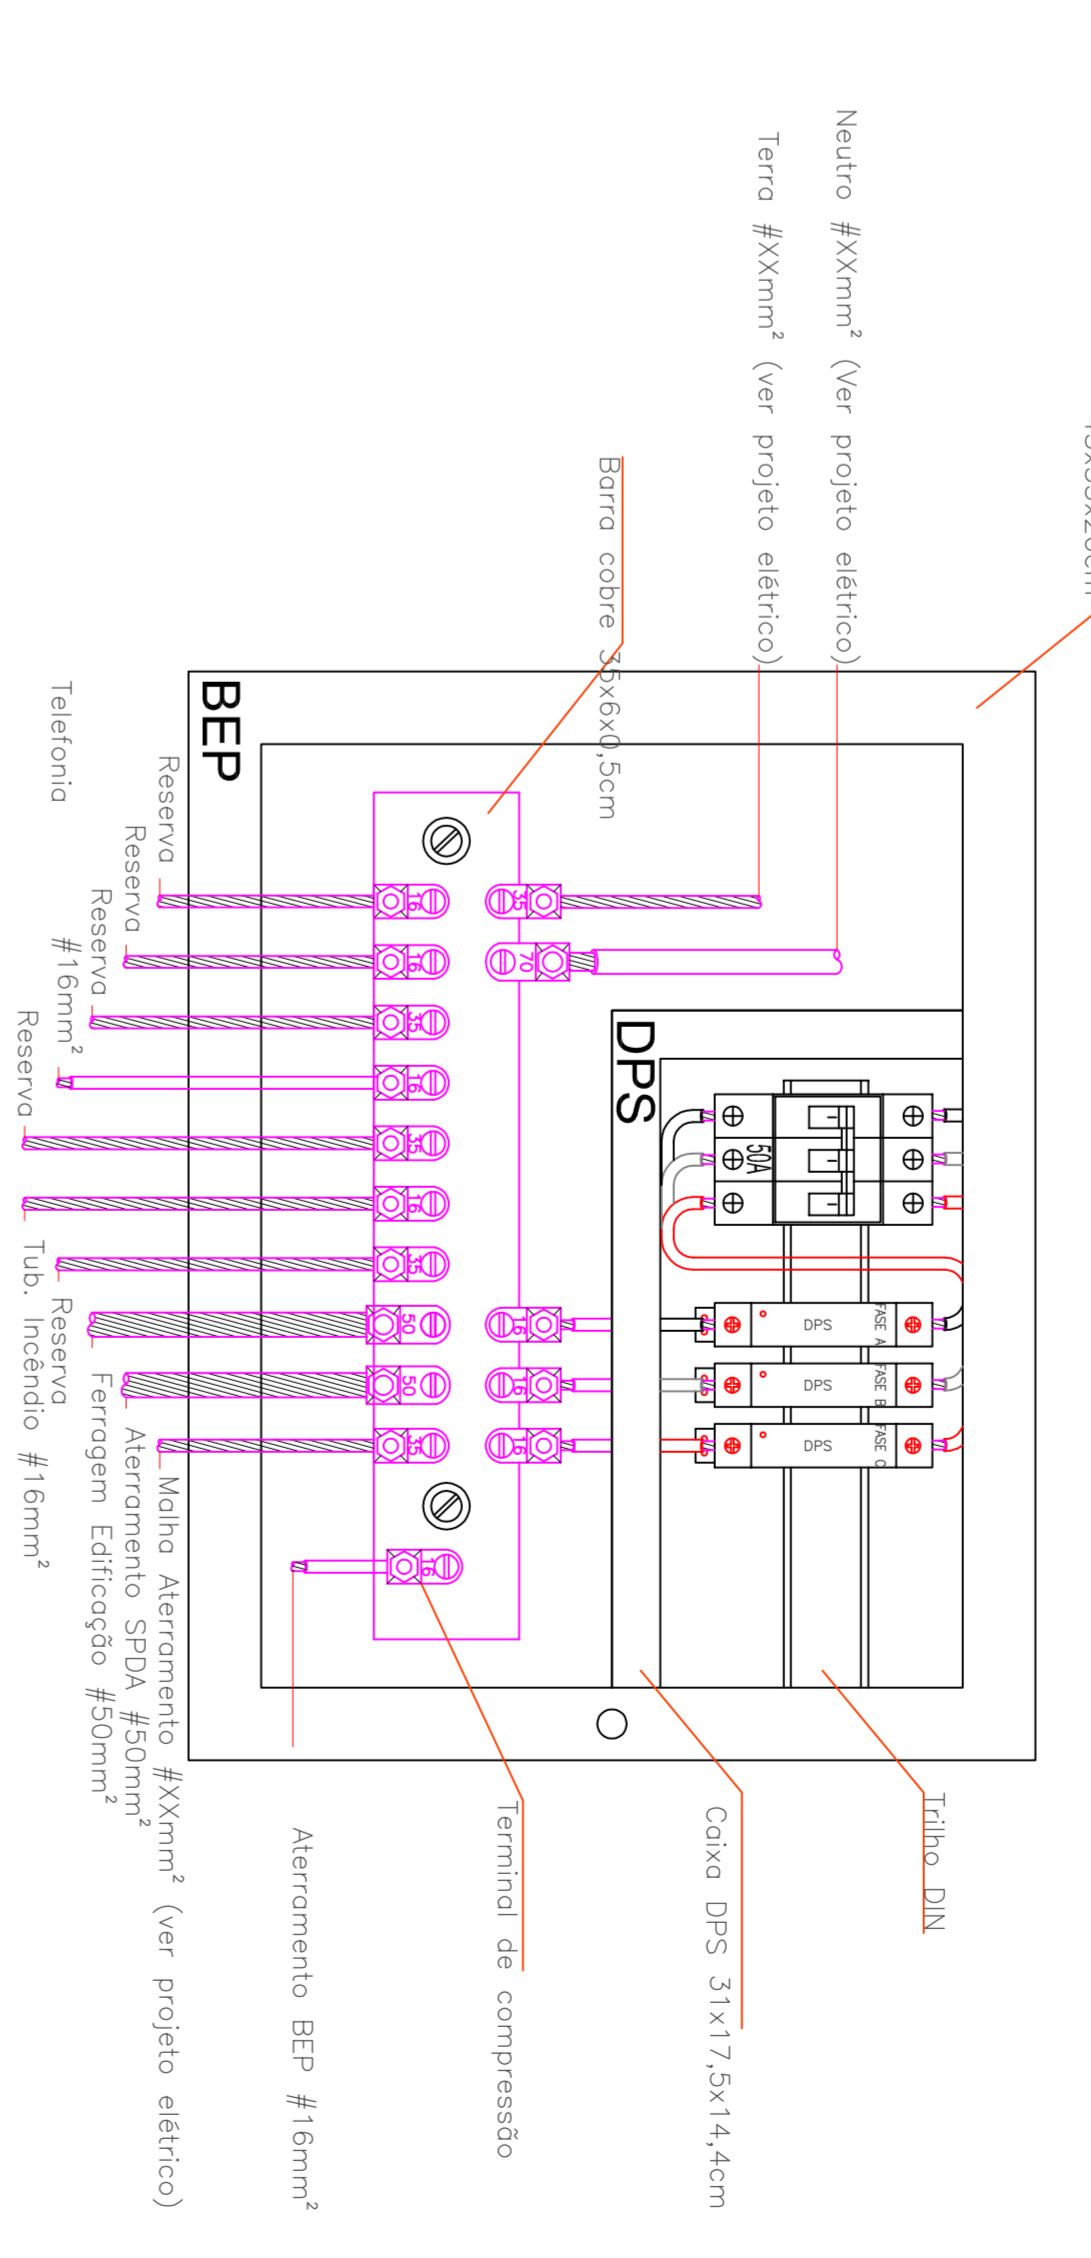 Neutro #XXmm² (Ver projeto elétrico)
Terra #XXmm² (ver projeto elétrico)
Barra cobre 35x6x0,5cm
Trilho DIN
Caixa DPS 31x17,5x14,4cm
Terminal de compressão
Aterramento BEP #16mm²
DPS
50A
FASE A
FASE B
FASE C
DPS
DPS
DPS
35
70
16
16
16
16
16
35
16
35
16
35
50
50
35
16
BEP
Reserva
Reserva
Reserva
Telefonia #16mm²
Reserva
Tub. Incêndio #16mm²
Reserva
Ferragem Edificação #50mm²
Aterramento SPDA #50mm²
Malha Aterramento #XXmm² (ver projeto elétrico)